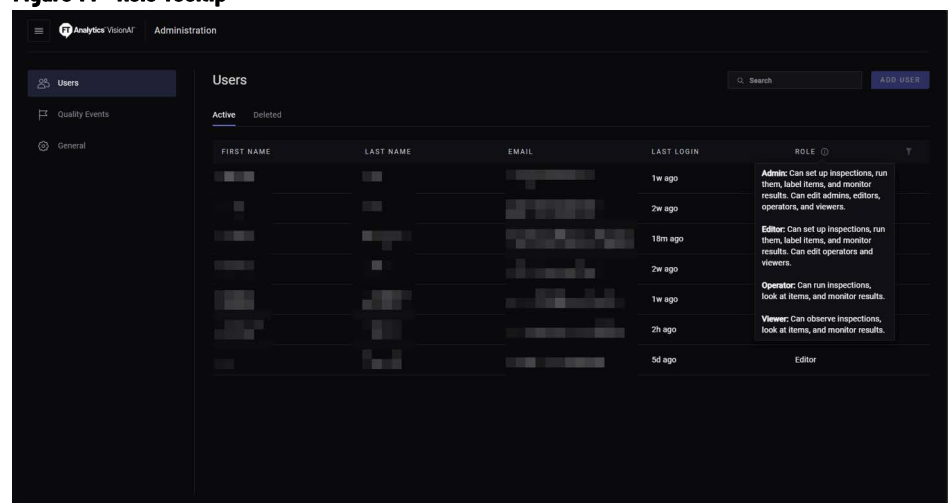 FT Analytics VisionAI Administration
Users
Quality Events
General
Users
Search
ADD USER
Active Deleted
FIRST NAME LAST NAME EMAIL LAST LOGIN ROLE
1w ago
2w ago
18m ago
2w ago
1w ago
2h ago
5d ago Editor
Admin: Can set up inspections, run
them, label items, and monitor
results. Can edit admins, editors,
operators, and viewers.
Editor: Can set up inspections, run
them, label items, and monitor
results. Can edit operators and
viewers.
Operator: Can run inspections,
look at items, and monitor results.
Viewer: Can observe inspections,
look at items, and monitor results.